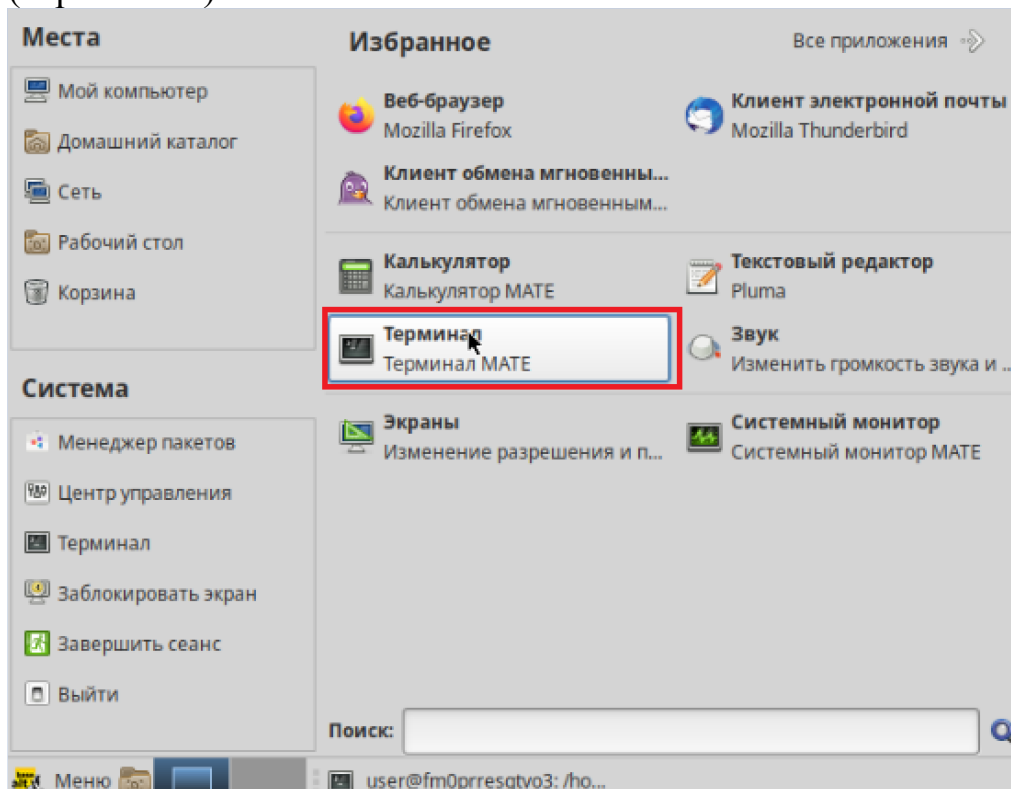 Места
Мой компьютер
Домашний каталог
Сеть
Рабочий стол
Корзина
Система
Менеджер пакетов
Центр управления
Терминал
Заблокировать экран
Завершить сеанс
Выйти
Избранное
Все приложения
Веб-браузер
Mozilla Firefox
Клиент электронной почты
Mozilla Thunderbird
Клиент обмена мгновенны...
Клиент обмена мгновенным...
Калькулятор
Калькулятор MATE
Текстовый редактор
Pluma
Терминал
Терминал MATE
Звук
Изменить громкость звука и ...
Экраны
Изменение разрешения и п...
Системный монитор
Системный монитор MATE
Поиск:
Меню
user@fm0prresqtvo3: /ho...